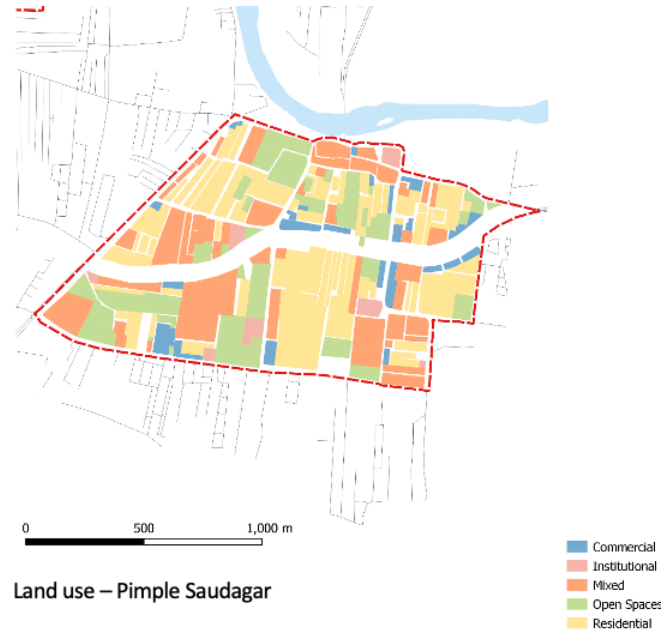 0 500 1,000 m
Land use – Pimple Saudagar
Commercial
Institutional
Mixed
Open Spaces
Residential